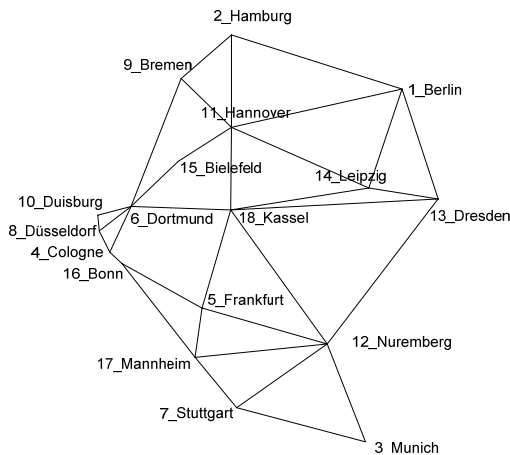 2_Hamburg
9_Bremen
1_Berlin
11_Hannover
15_Bielefeld
14_Leipzig
10_Duisburg
6_Dortmund
18_Kassel
13_Dresden
8_Düsseldorf
4_Cologne
16_Bonn
5_Frankfurt
12_Nuremberg
17_Mannheim
7_Stuttgart
3_Munich